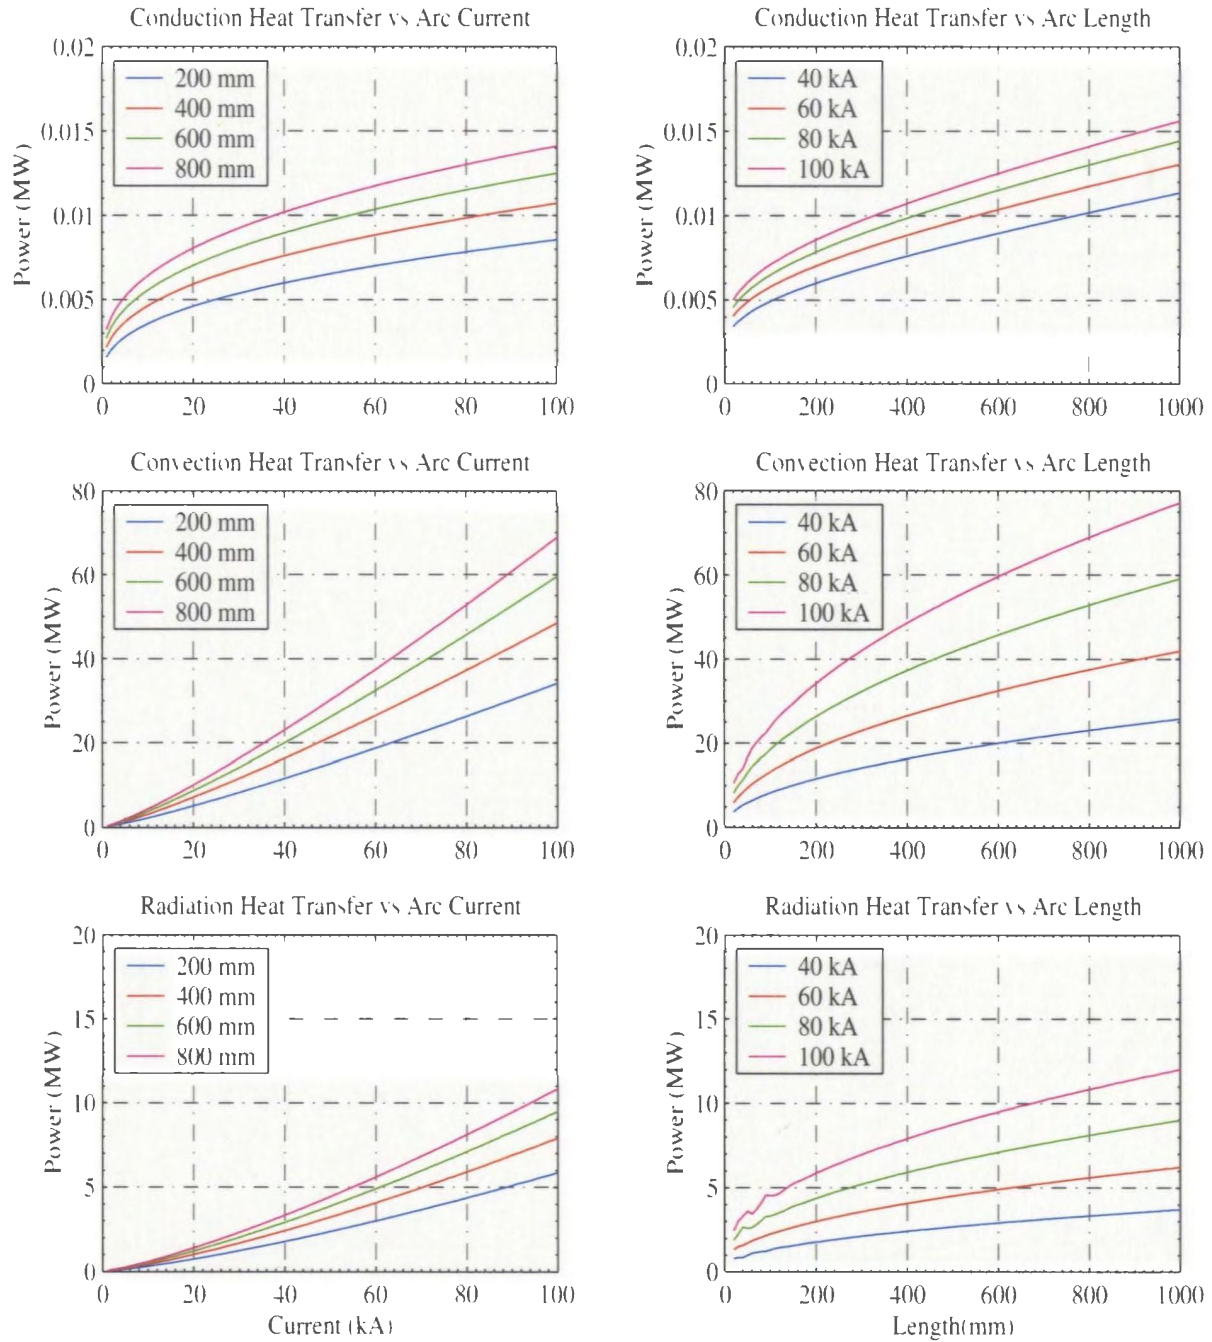 Conduction Heat Transfer vs Arc Current
Power (MW)
0.02
0.015
0.01
0.005
0
200 mm
400 mm
600 mm
800 mm
0 20 40 60 80 100
Conduction Heat Transfer vs Arc Length
Power (MW)
0.02
0.015
0.01
0.005
0
40 kA
60 kA
80 kA
100 kA
0 200 400 600 800 1000
Convection Heat Transfer vs Arc Current
Power (MW)
80
60
40
20
0
200 mm
400 mm
600 mm
800 mm
0 20 40 60 80 100
Convection Heat Transfer vs Arc Length
Power (MW)
80
60
40
20
0
40 kA
60 kA
80 kA
100 kA
0 200 400 600 800 1000
Radiation Heat Transfer vs Arc Current
Power (MW)
20
15
10
5
0
200 mm
400 mm
600 mm
800 mm
0 20 40 60 80 100
Current (kA)
Radiation Heat Transfer vs Arc Length
Power (MW)
20
15
10
5
0
40 kA
60 kA
80 kA
100 kA
0 200 400 600 800 1000
Length(mm)